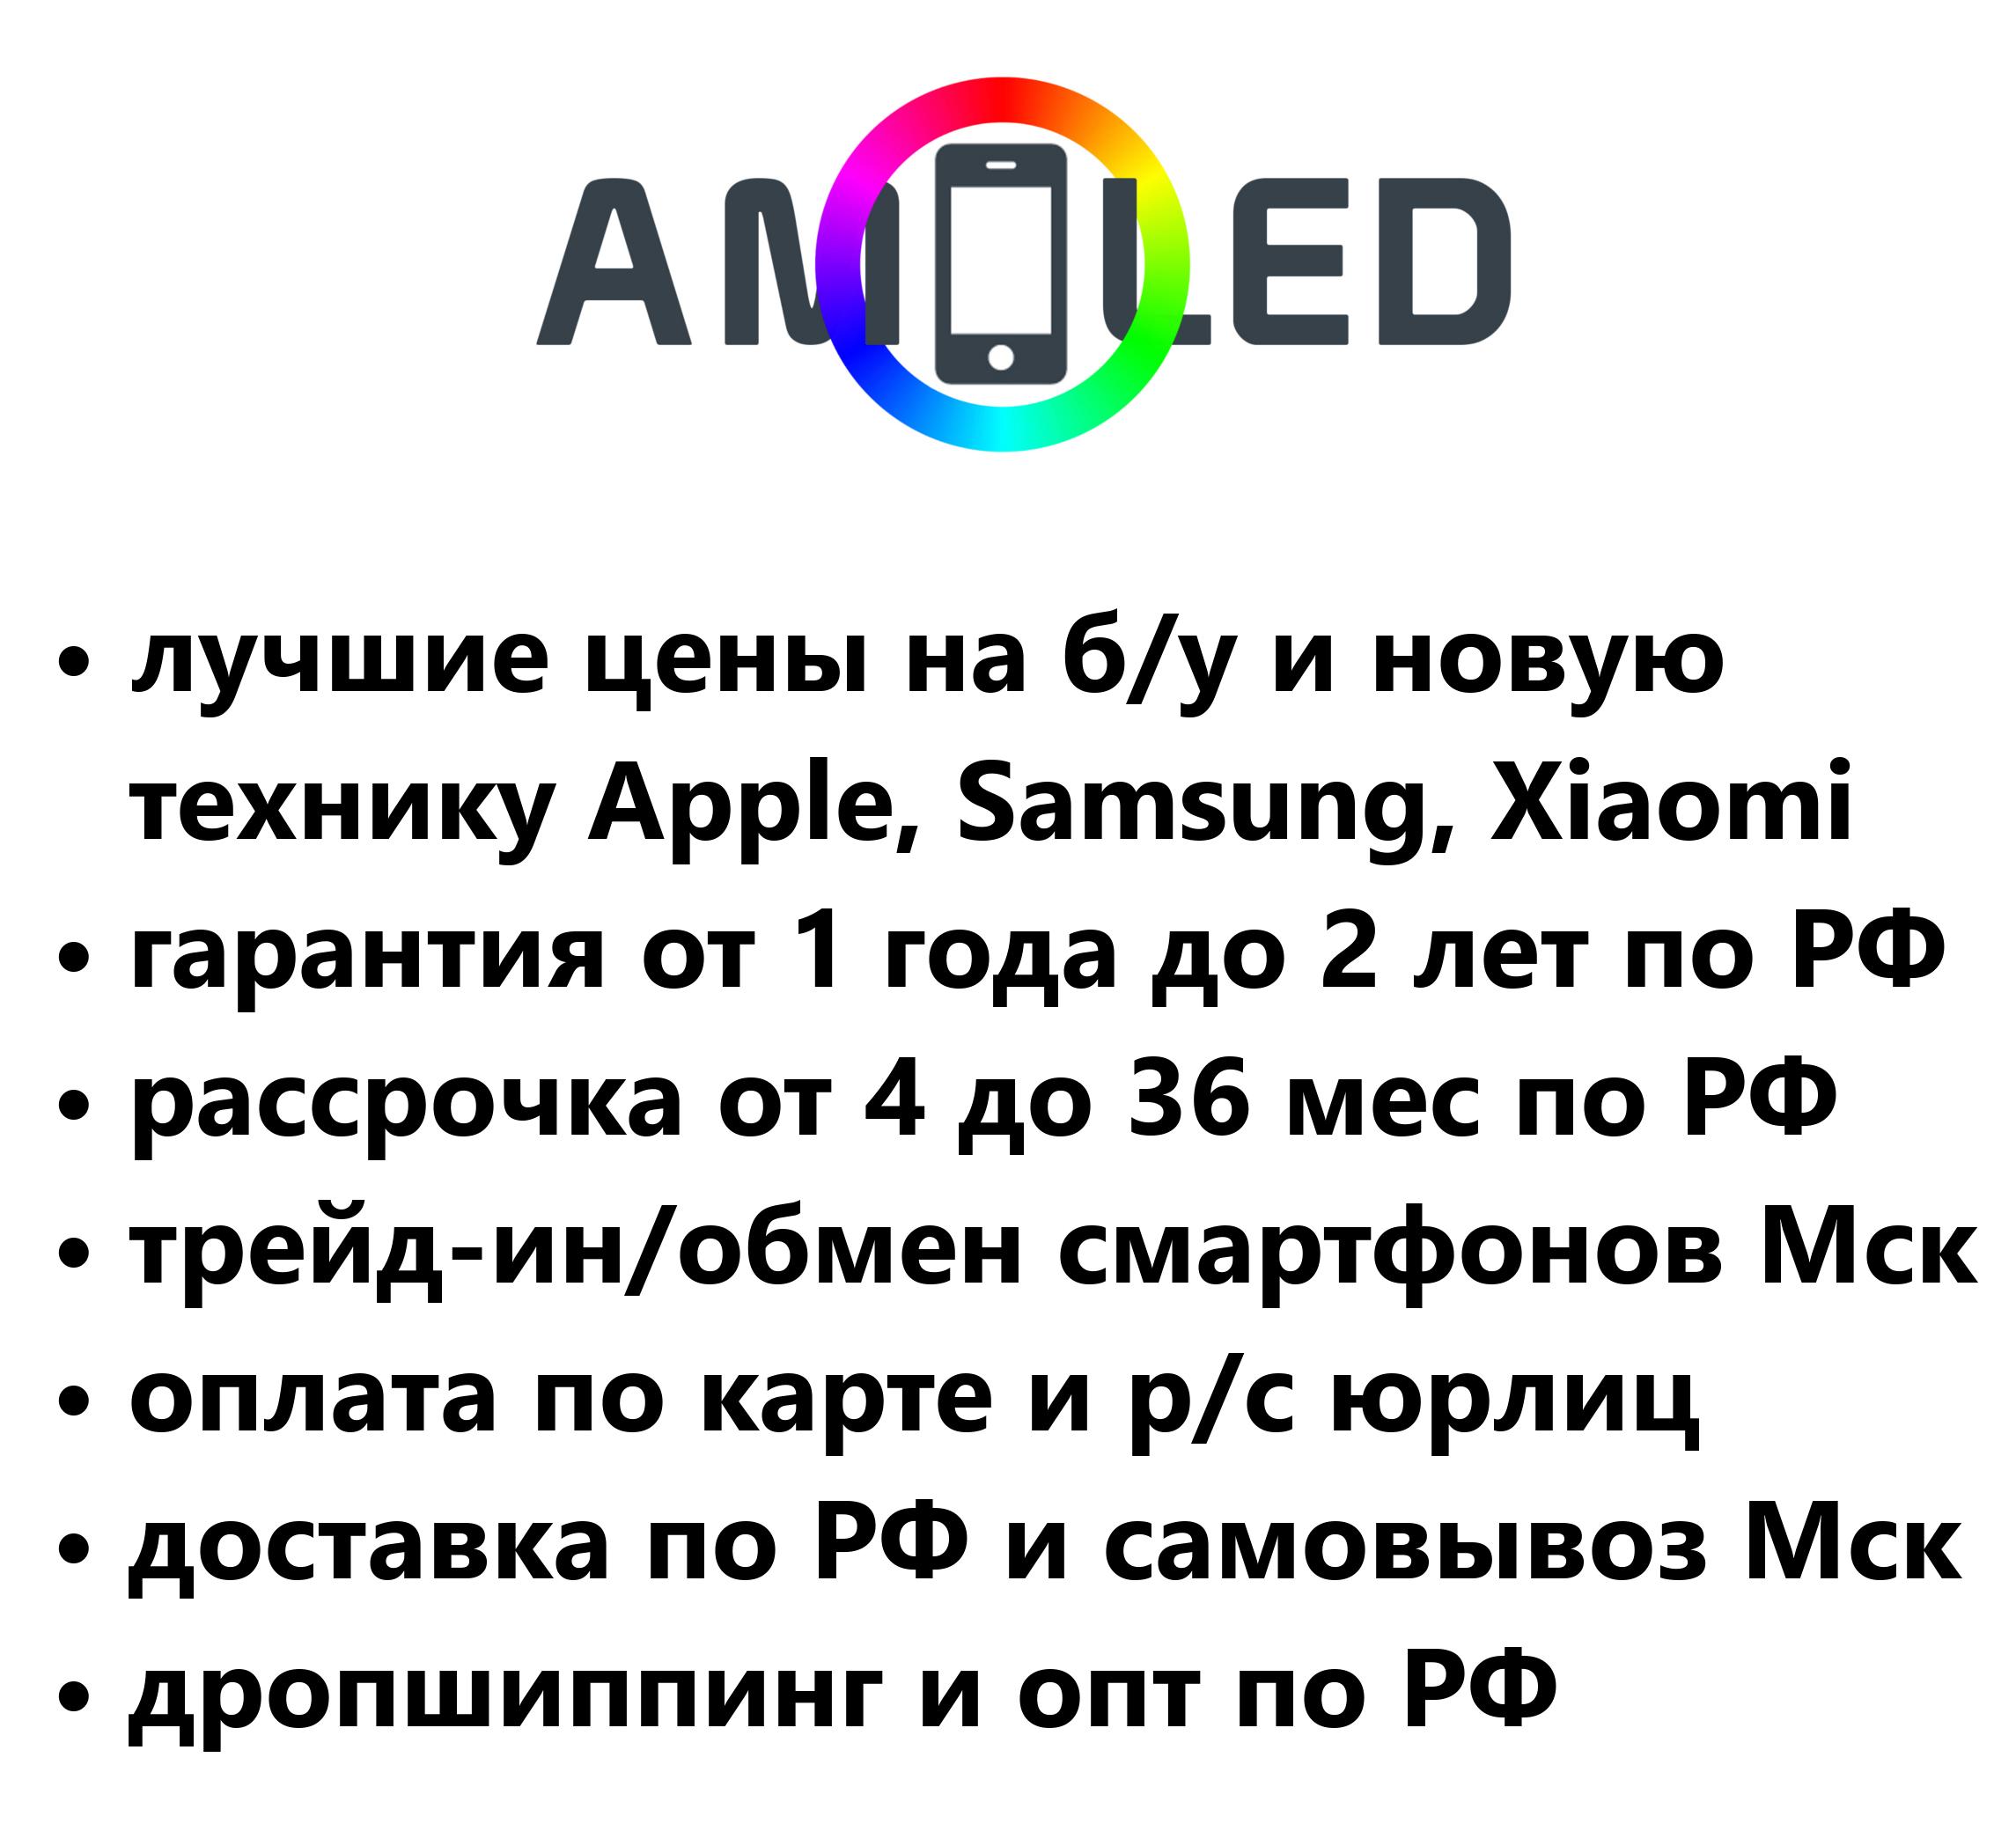 AMOLED
• лучшие цены на б/у и новую
технику Apple, Samsung, Xiaomi
• гарантия от 1 года до 2 лет по РФ
• рассрочка от 4 до 36 мес по РФ
• трейд-ин/обмен смартфонов Мск
• оплата по карте и р/с юрлиц
• доставка по РФ и самовывоз Мск
• дропшиппинг и опт по РФ